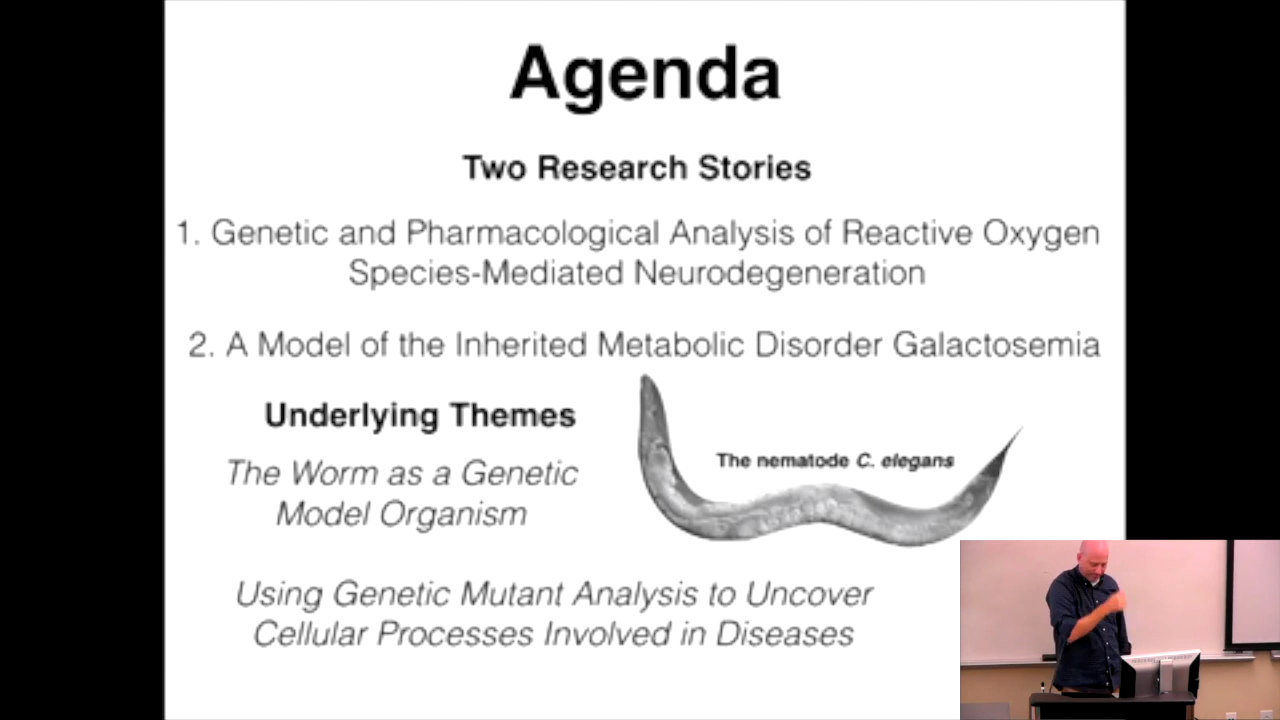 Agenda
Two Research Stories
1. Genetic and Pharmacological Analysis of Reactive Oxygen
Species-Mediated Neurodegeneration
2. A Model of the Inherited Metabolic Disorder Galactosemia
Underlying Themes
The nematode C. elegans
The Worm as a Genetic
Model Organism
Using Genetic Mutant Analysis to Uncover
Cellular Processes Involved in Diseases